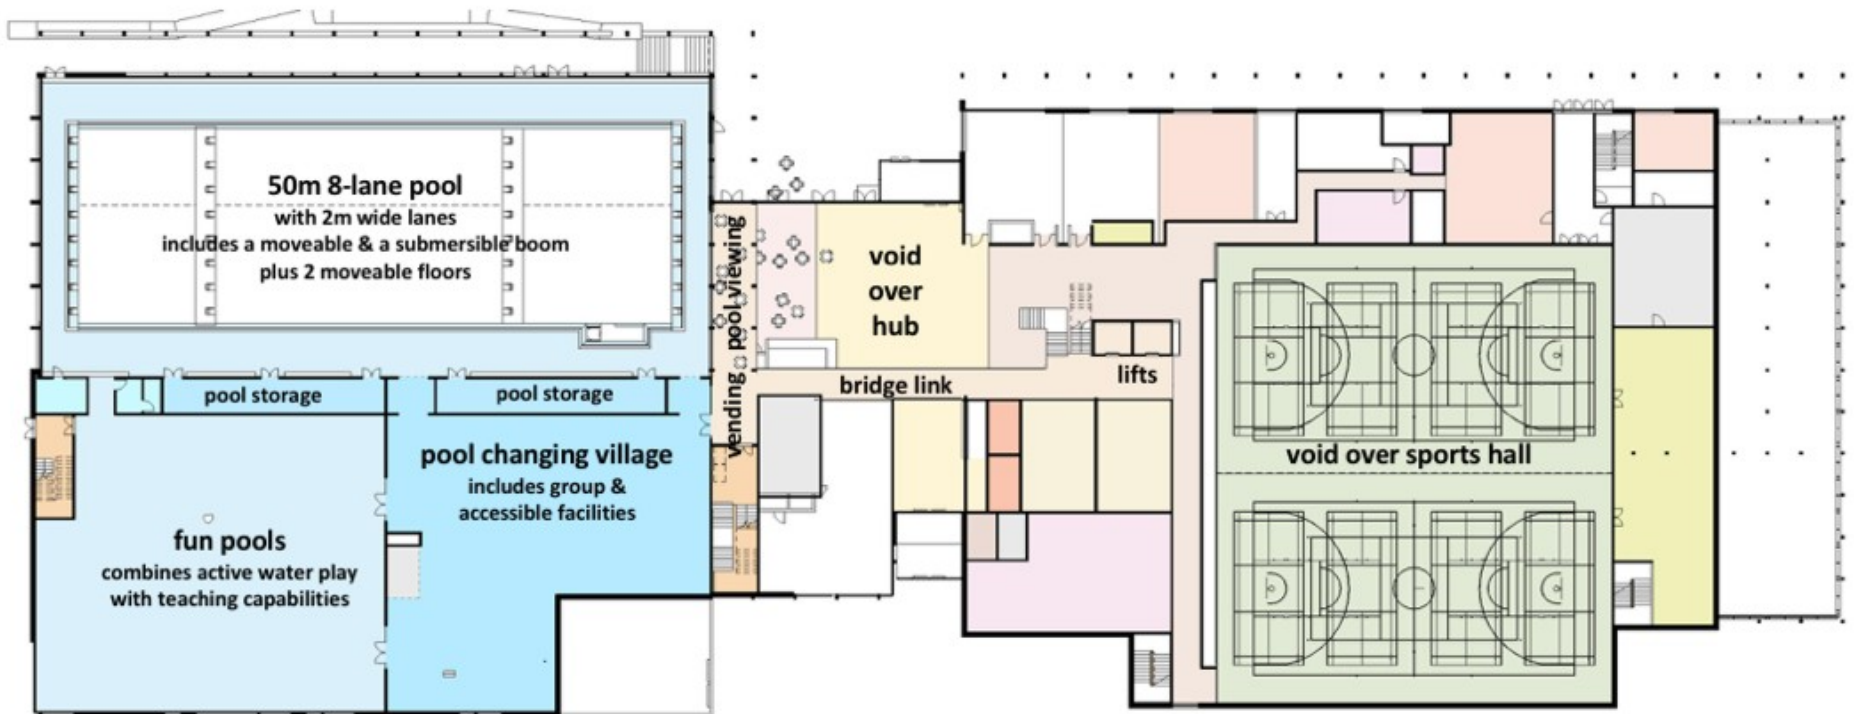 50m 8-lane pool
with 2m wide lanes
includes a moveable & a submersible boom
plus 2 moveable floors
pool storage
pool storage
pool changing village
includes group &
accessible facilities
fun pools
combines active water play
with teaching capabilities
vending pool viewing
void
over
hub
bridge link
lifts
void over sports hall